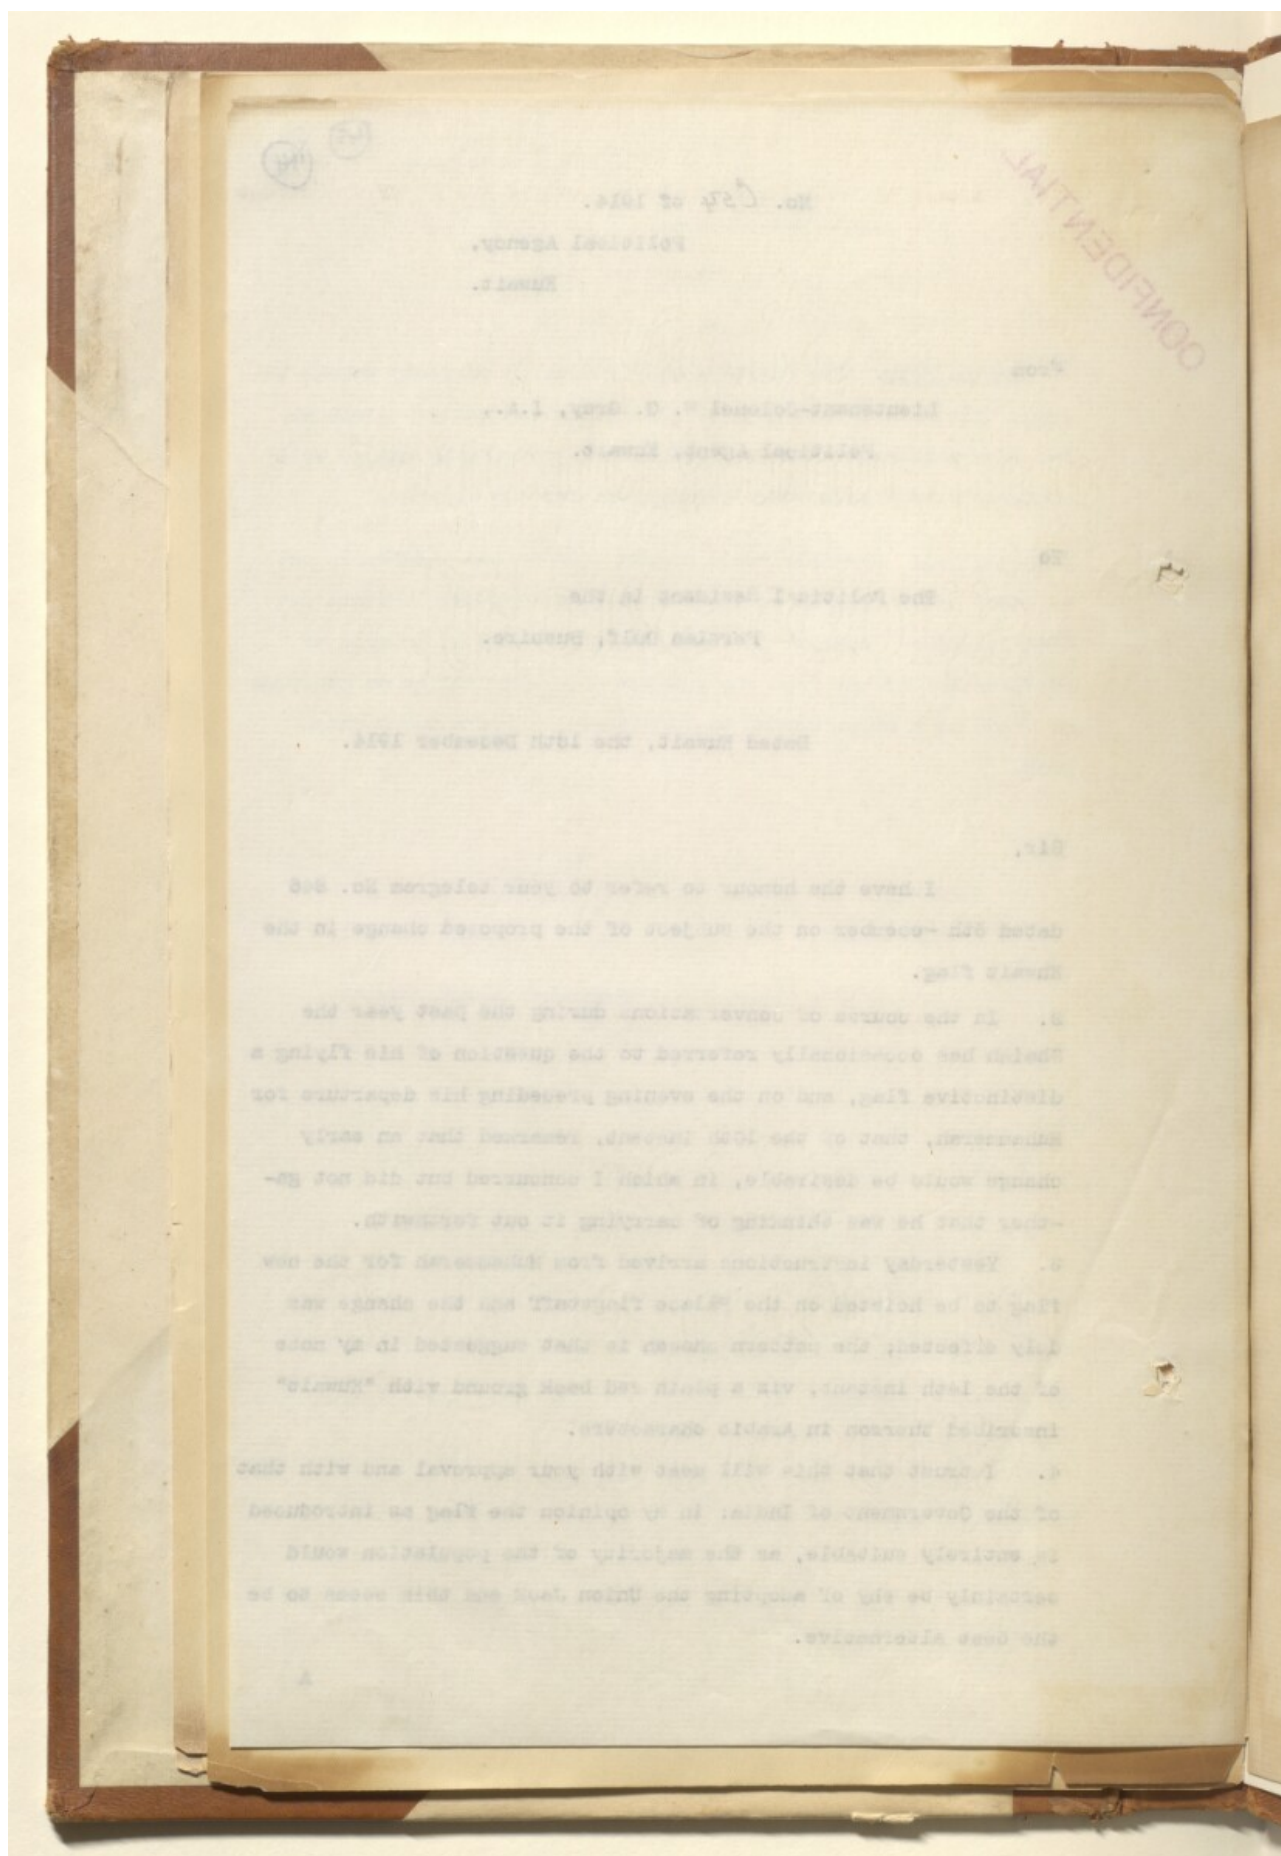 CONFIDENTIAL
No. C54 of 1914.
Political Agency,
Kuwait.
From
Lieutenant-Colonel W. G. Grey, I.A.,
Political Agent, Kuwait.
To
The Political Resident in the
Persian Gulf, Bushire.
Dated Kuwait, the December 1914.
Sir,
I have the honour to refer to your telegram No.
dated December on the subject of the proposed change in the
Kuwait flag.
2. In the course of conversations during the past year the
Sheikh has occasionally referred to the question of his flying a
distinctive flag, and on the evening preceding his departure for
that of the instant, remarked that an early
change would be desirable, in which I concurred but did not ga-
-ther that he was thinking of carrying it out forthwith.
3. Yesterday instructions arrived from for the new
flag to be hoisted on the Palace flagstaff and the change was
duly effected; the pattern chosen is that suggested in my note
of the 14th instant, viz a plain red back ground with "Kuwait"
inscribed thereon in Arabic characters.
4. I trust that this will meet with your approval and with that
of the Government of India; in my opinion the flag as introduced
is entirely suitable, as the majority of the population would
certainly be shy of adopting the Union Jack and this seems to be
the best alternative.
A